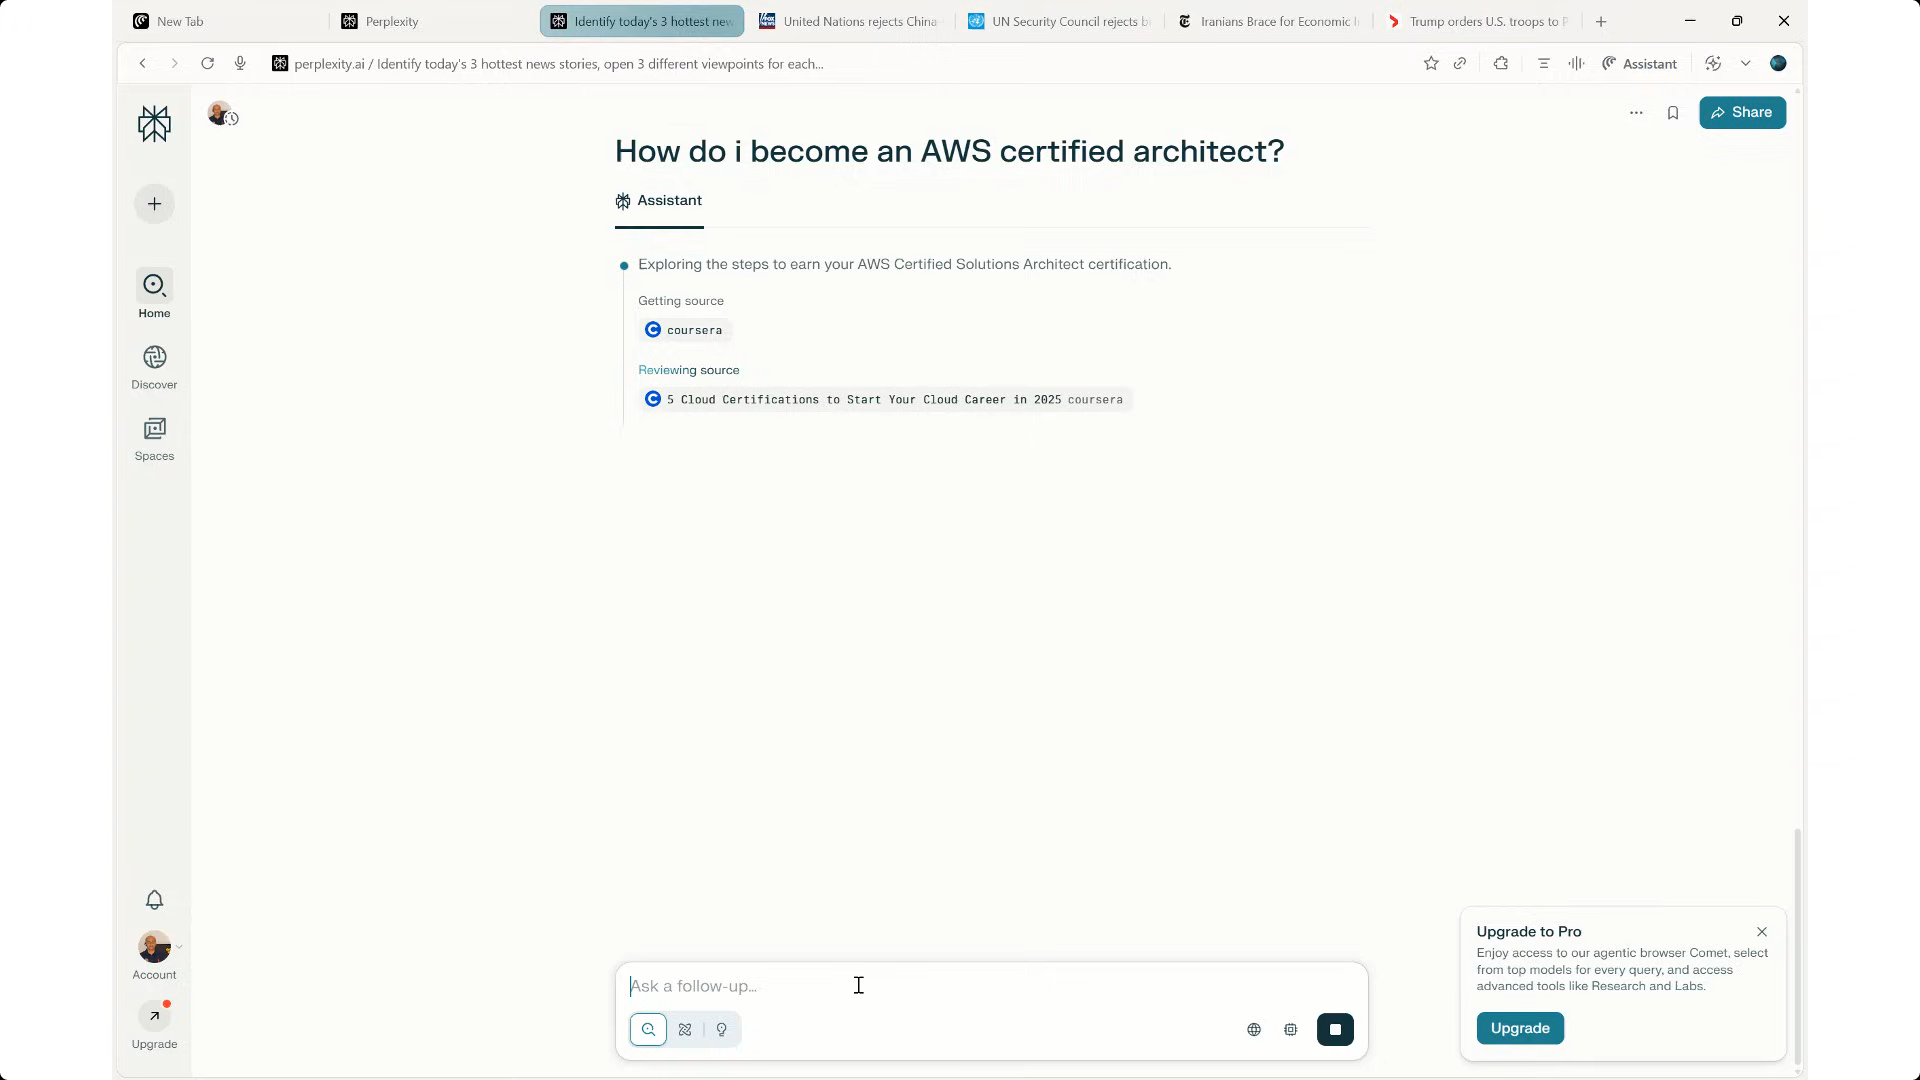 New Tab
Perplexity
Identify today's 3 hottest new
United Nations rejects China
UN Security Council rejects b
Iranians Brace for Economic I
Trump orders U.S. troops to P
perplexity.ai / Identify today's 3 hottest news stories, open 3 different viewpoints for each...
Assistant
Share
How do i become an AWS certified architect?
Assistant
Exploring the steps to earn your AWS Certified Solutions Architect certification.
Getting source
coursera
Reviewing source
5 Cloud Certifications to Start Your Cloud Career in 2025 coursera
Home
Discover
Spaces
Account
Upgrade
Ask a follow-up...
Upgrade to Pro
Enjoy access to our agentic browser Comet, select
from top models for every query, and access
advanced tools like Research and Labs.
Upgrade